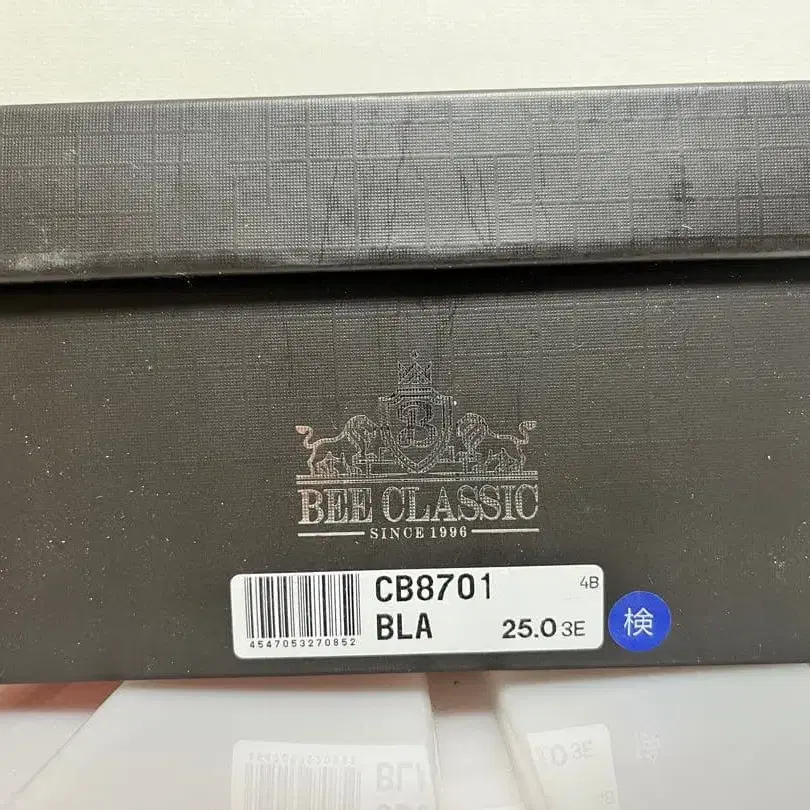 B
BEE CLASSIC
SINCE 1996
CB8701
4B
BLA
25.0 3E
4547053270852
検